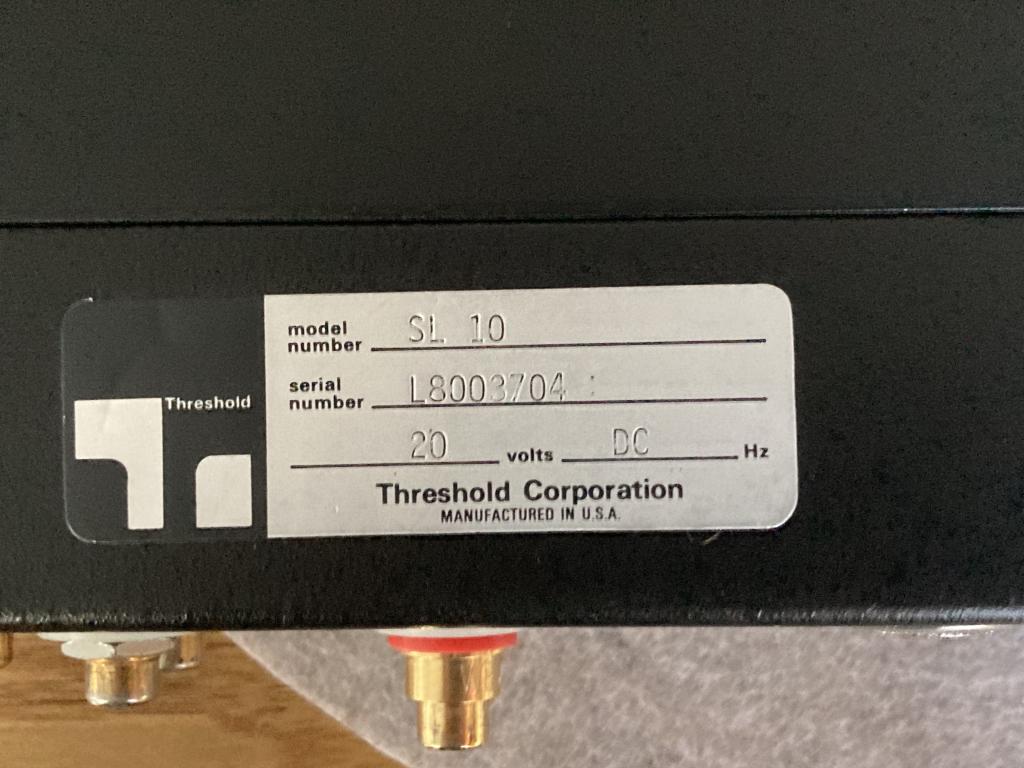 Threshold
model number SL 10
serial number L8003704
20 volts DC Hz
Threshold Corporation
MANUFACTURED IN U.S.A.